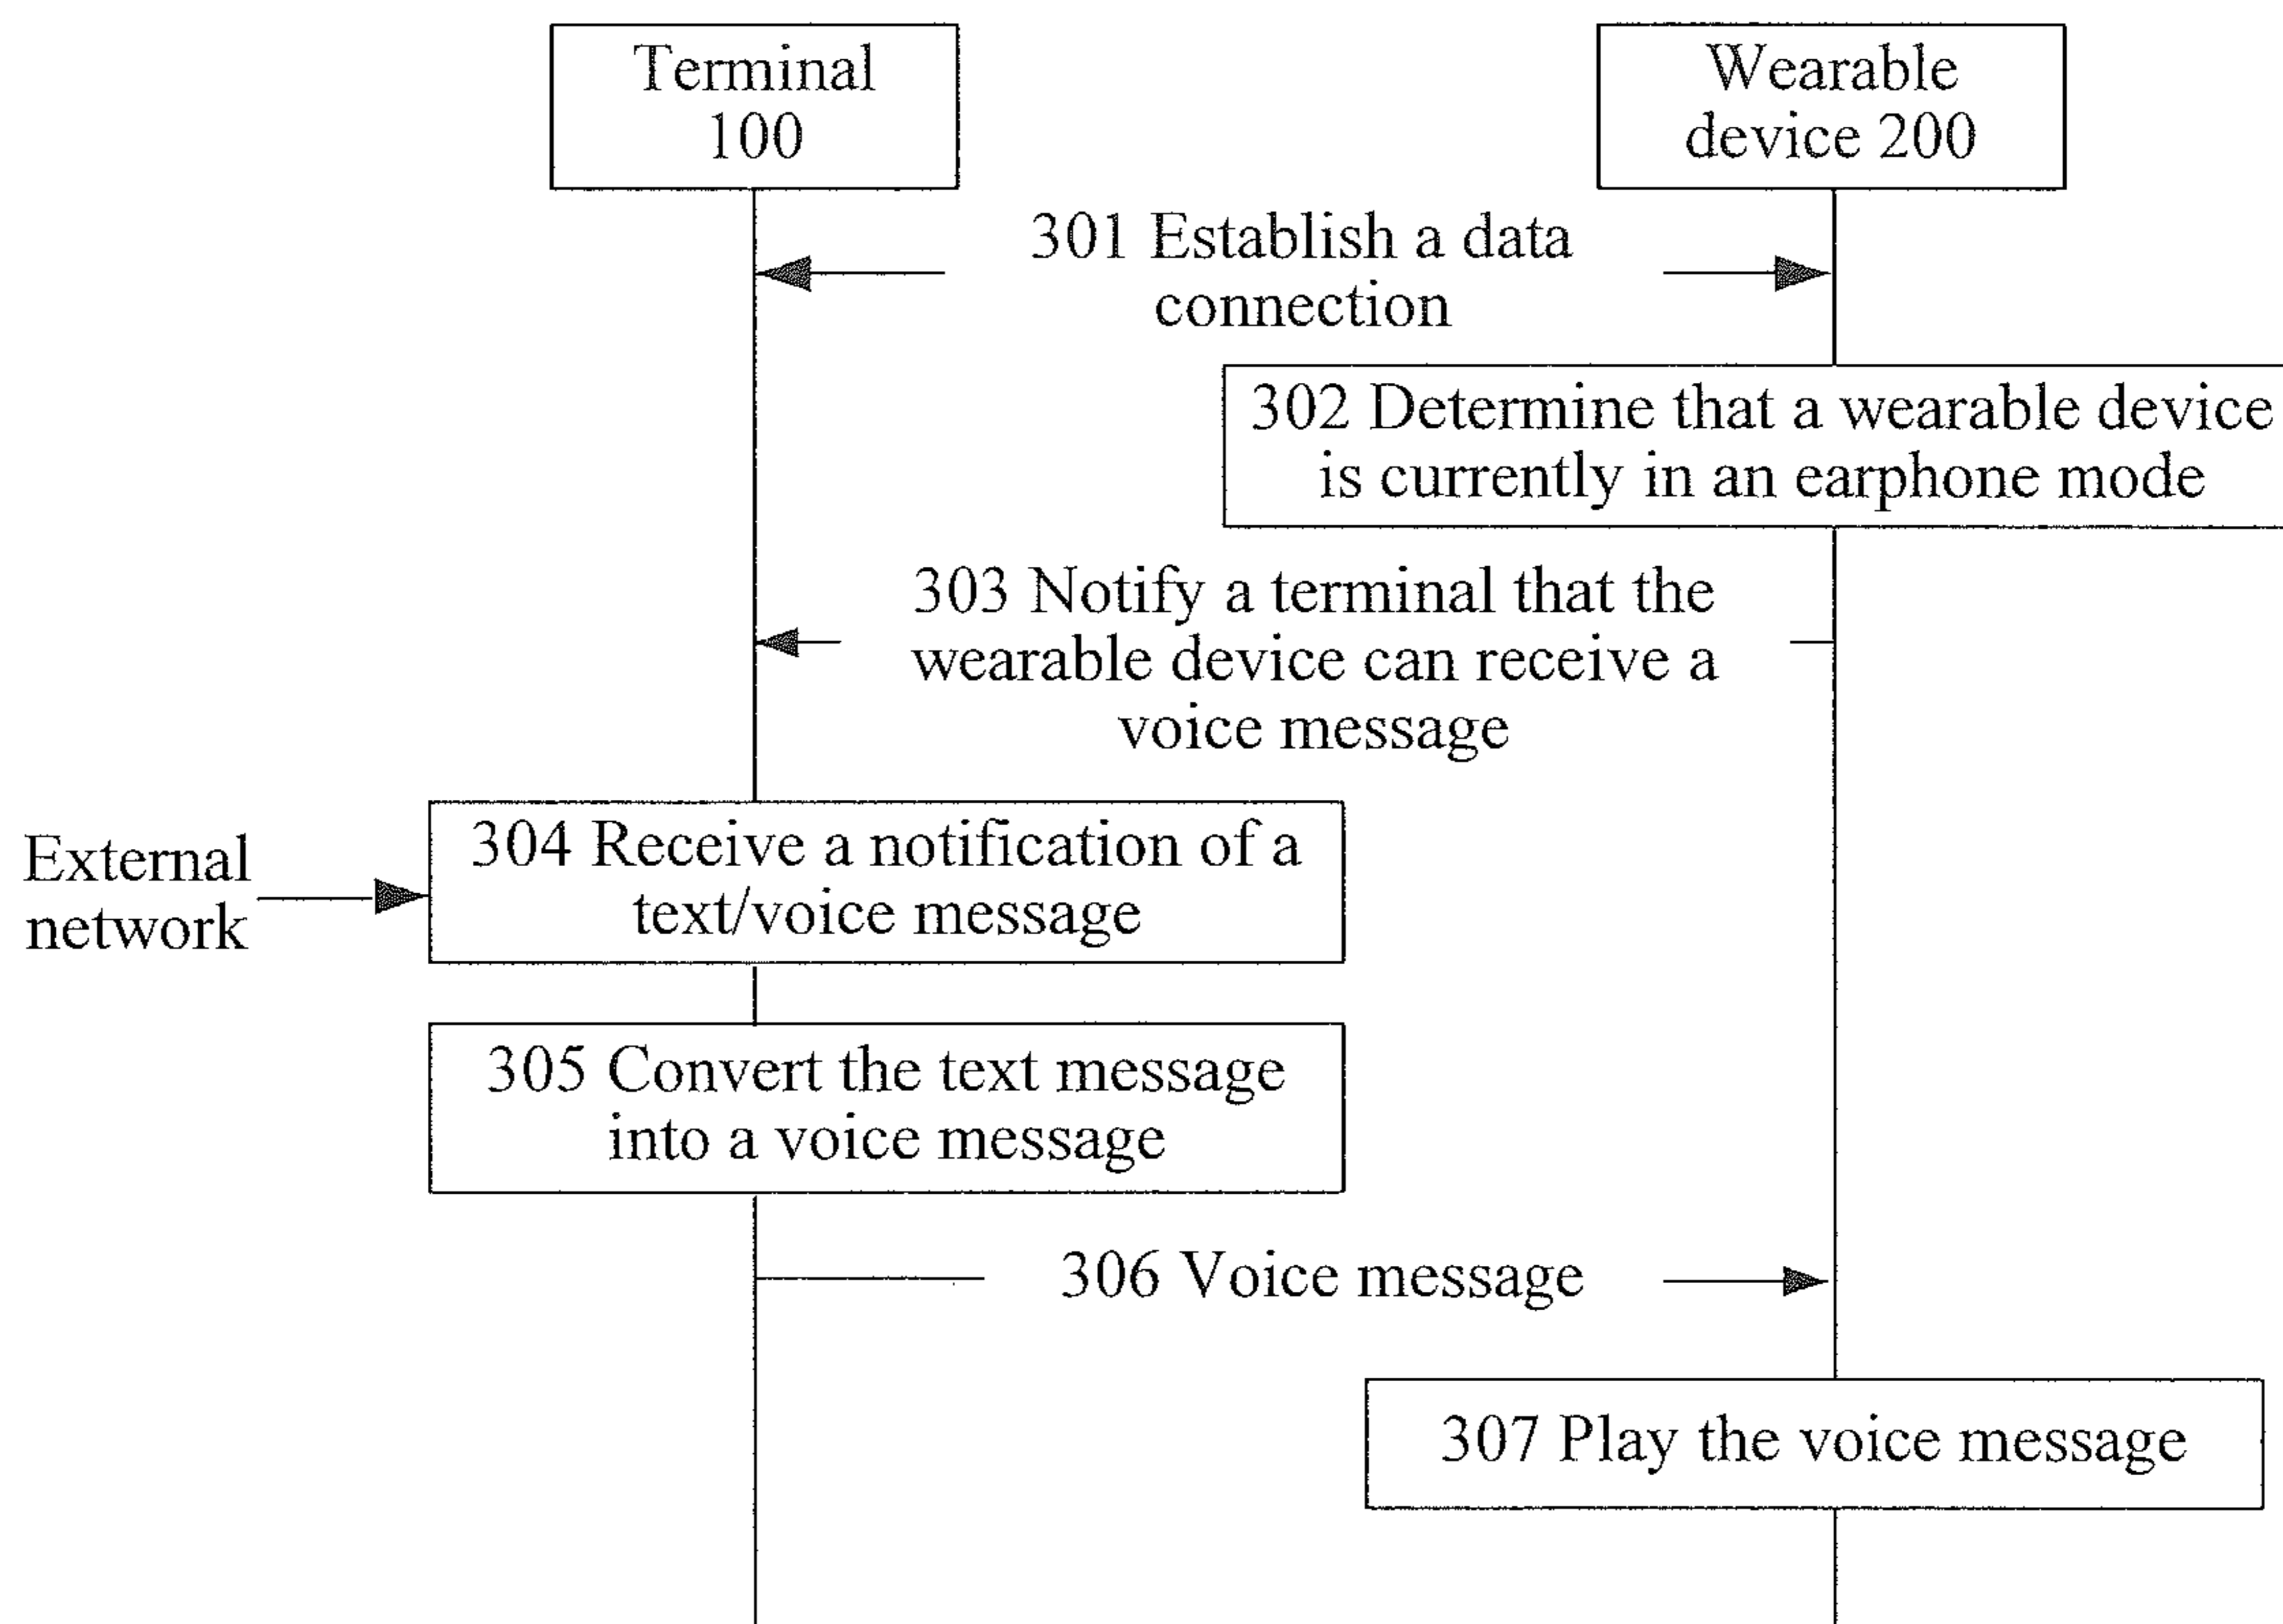 Terminal
100
Wearable
device 200
301 Establish a data
connection
302 Determine that a wearable device
is currently in an earphone mode
303 Notify a terminal that the
wearable device can receive a
voice message
External
network
304 Receive a notification of a
text/voice message
305 Convert the text message
into a voice message
306 Voice message
307 Play the voice message